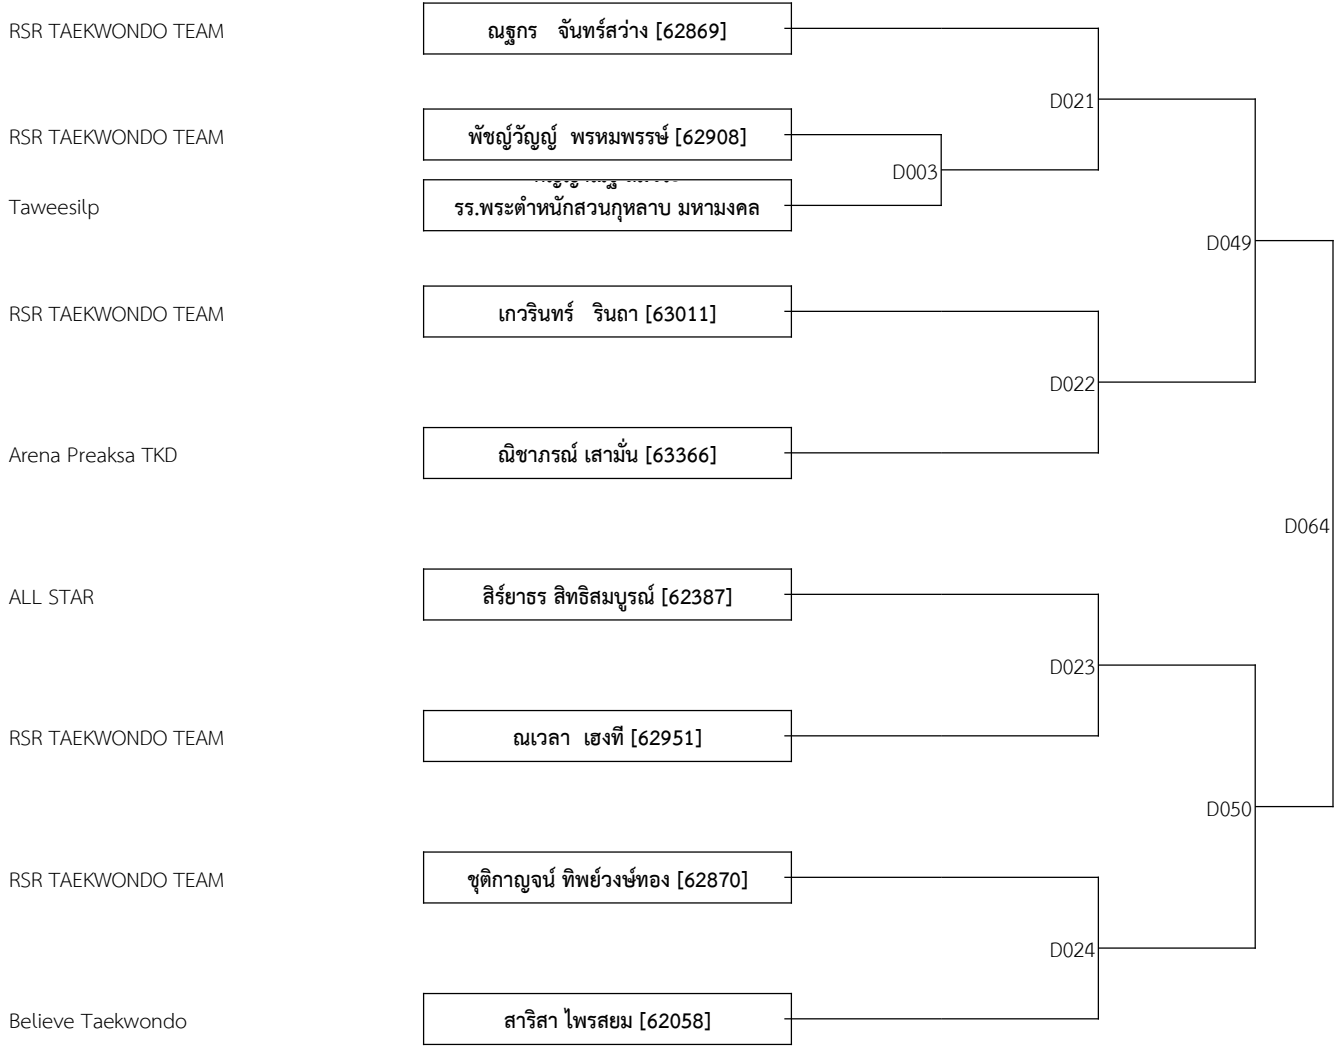 RSR TAEKWONDO TEAM
ณฐกร จันทร์สว่าง [62869]
D021
RSR TAEKWONDO TEAM
พัชญ์วัญญ์ พรหมพรรษ์ [62908]
D003
Taweesilp
รร.พระตำหนักสวนกุหลาบ มหามงคล
D049
RSR TAEKWONDO TEAM
เกวรินทร์ รินถา [63011]
D022
Arena Preaksa TKD
ณิชาภรณ์ เสามั่น [63366]
D064
ALL STAR
สิร์ยาธร สิทธิสมบูรณ์ [62387]
D023
RSR TAEKWONDO TEAM
ณเวลา เฮงที [62951]
D050
RSR TAEKWONDO TEAM
ชุติกาญจน์ ทิพย์วงษ์ทอง [62870]
D024
Believe Taekwondo
สาริสา ไพรสยม [62058]